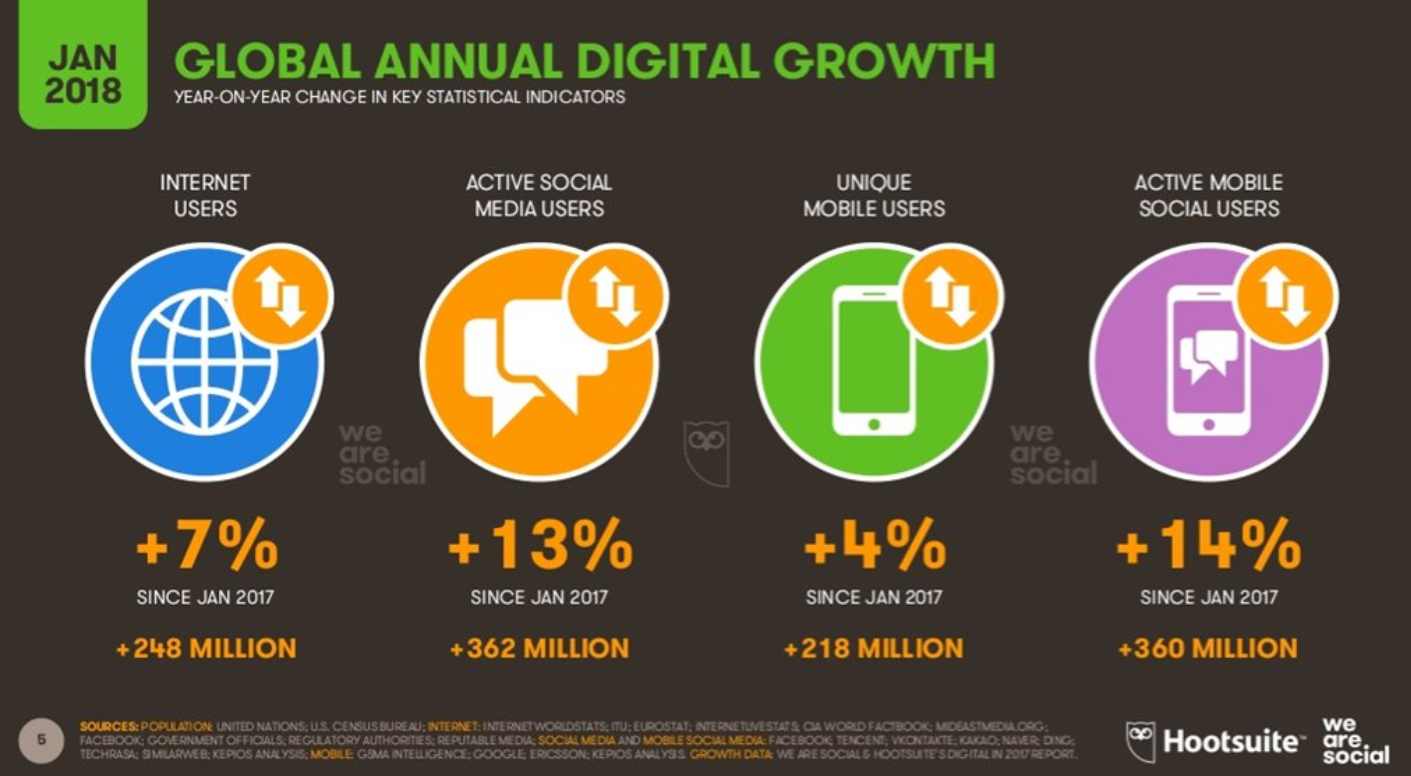 JAN
2018
GLOBAL ANNUAL DIGITAL GROWTH
YEAR-ON-YEAR CHANGE IN KEY STATISTICAL INDICATORS
INTERNET
USERS
ACTIVE SOCIAL
MEDIA USERS
UNIQUE
MOBILE USERS
ACTIVE MOBILE
SOCIAL USERS
we
are.
social
we
are.
social
+7%
SINCE JAN 2017
+248 MILLION
+13%
SINCE JAN 2017
+362 MILLION
+4%
SINCE JAN 2017
+218 MILLION
+14%
SINCE JAN 2017
+360 MILLION
5
SOURCES: POPULATION: UNITED NATIONS; U.S. CENSUS BUREAU; INTERNET: INTERNETWORLDSTATS; ITU; EUROSTAT; INTERNETLIVESTATS; CIA WORLD FACTBOOK; MIDEASTMEDIA.ORG;
FACEBOOK; GOVERNMENT OFFICIALS; REGULATORY AUTHORITIES; REPUTABLE MEDIA; SOCIAL MEDIA AND MOBILE SOCIAL MEDIA: FACEBOOK; TENCENT; VKONTAKTE; KAKAO; NAVER; DING;
TECHRASA; SIMILARWEB; KEPIOS ANALYSIS; MOBILE: GSMA INTELLIGENCE; GOOGLE; ERICSSON; KEPIOS ANALYSIS. GROWTH DATA: WE ARE SOCIAL & HOOTSUITE'S DIGITAL IN 2017 REPORT.
Hootsuite™
we
are.
social